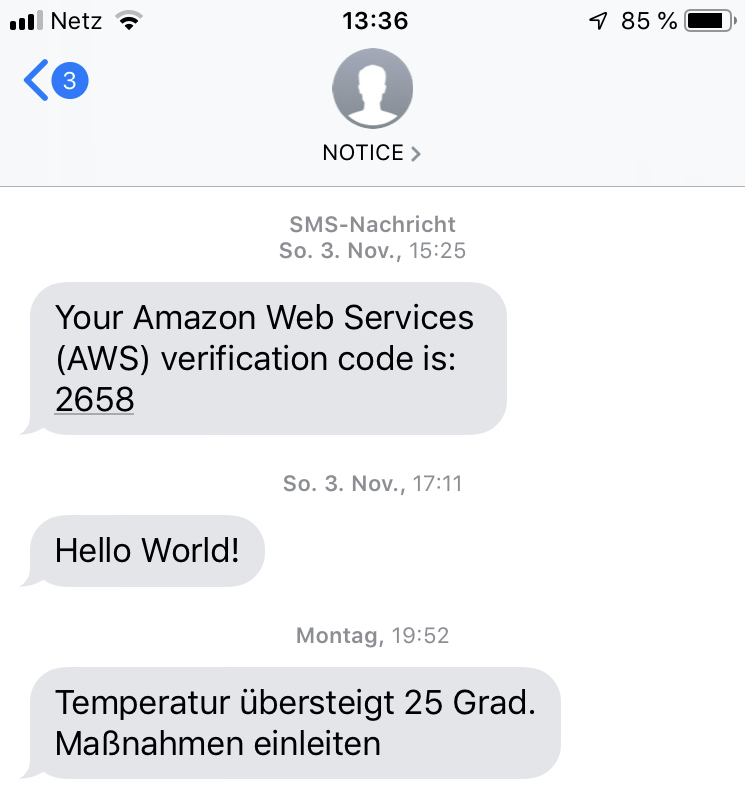 Netz 13:36 85 %
3
NOTICE
SMS-Nachricht
So. 3. Nov., 15:25
Your Amazon Web Services
(AWS) verification code is:
2658
So. 3. Nov., 17:11
Hello World!
Montag, 19:52
Temperatur übersteigt 25 Grad.
Maßnahmen einleiten